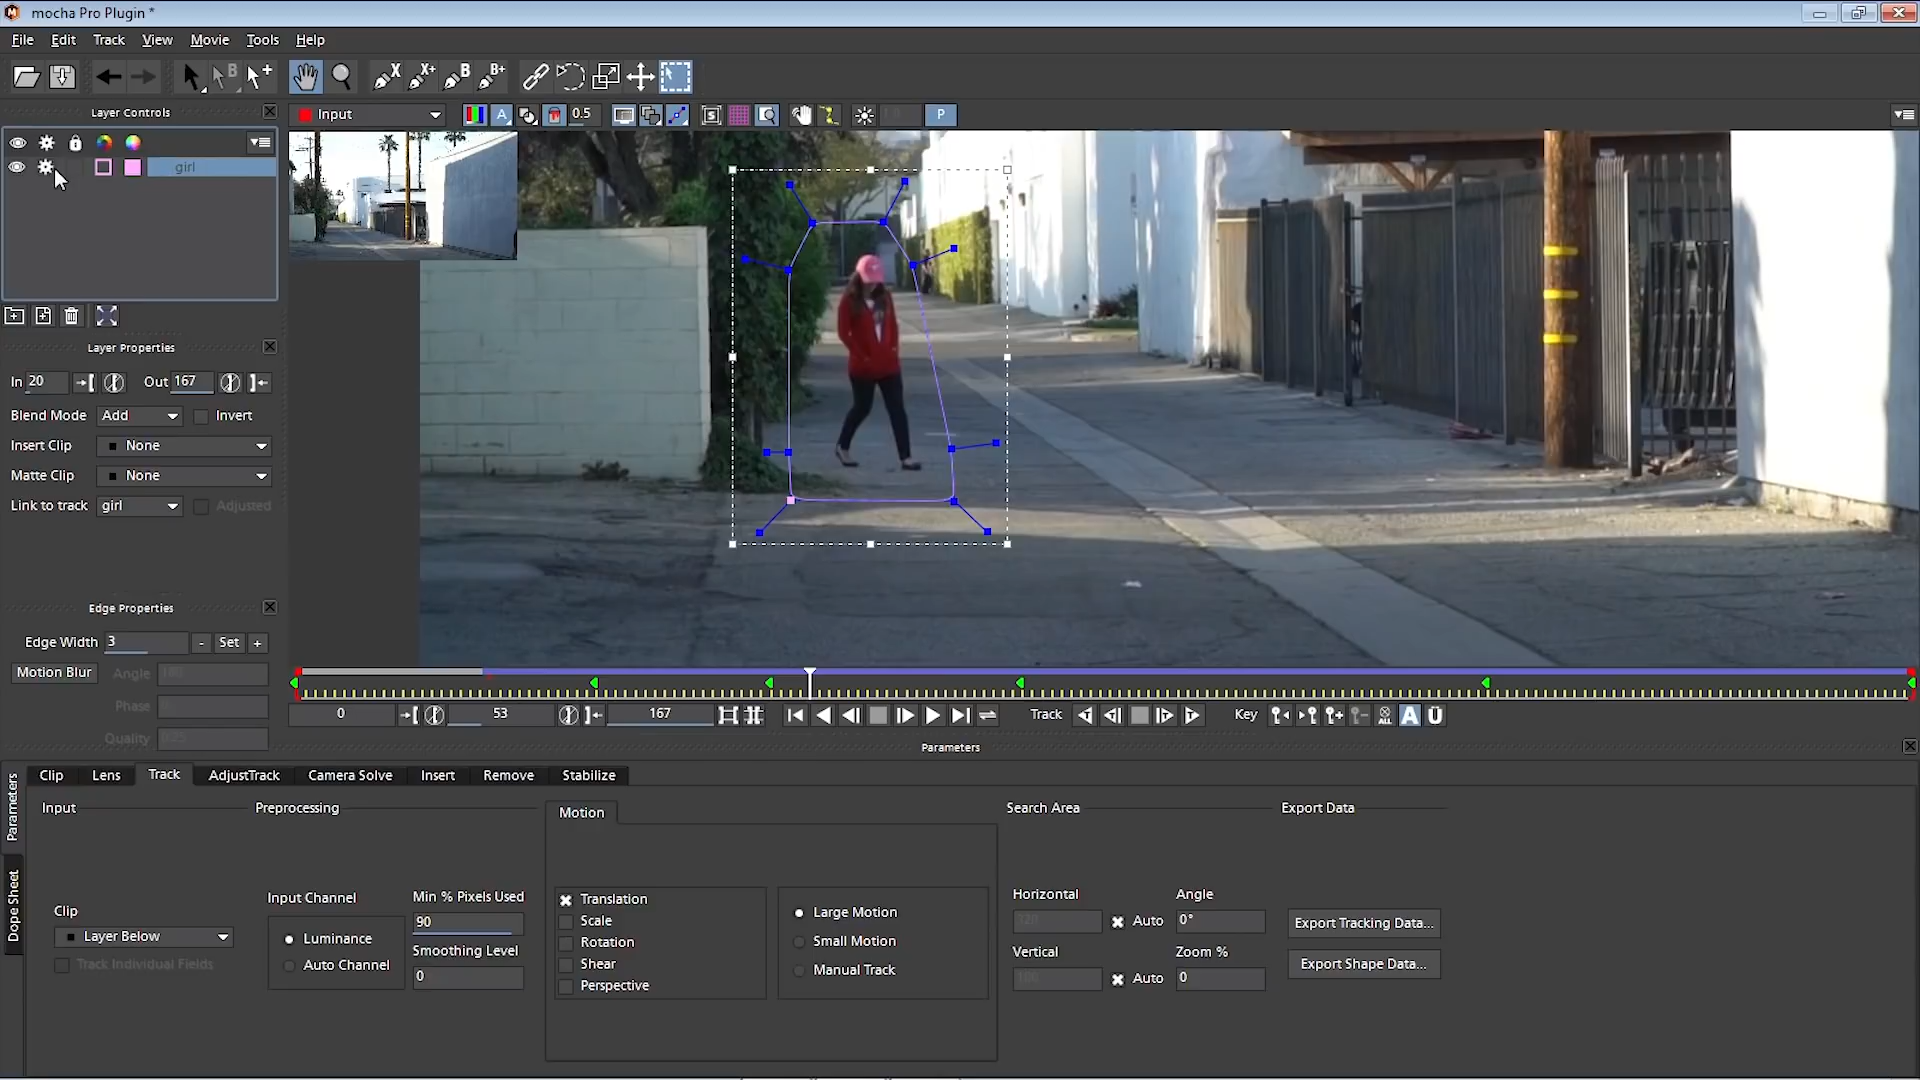 mocha Pro Plugin *
File Edit Track View Movie Tools Help
Layer Controls
Input
A
0.5
1.0
P
girl
Layer Properties
In 20 Out 167
Blend Mode Add Invert
Insert Clip None
Matte Clip None
Link to track girl Adjusted
Edge Properties
Edge Width 3 - Set +
Motion Blur Angle 180
Phase
Quality 0.25
0 53 167 Track Key ALL A Ü
Parameters
Parameters
Dope Sheet
Clip Lens Track AdjustTrack Camera Solve Insert Remove Stabilize
Input Preprocessing Motion Search Area Export Data
Clip
Layer Below
Track Individual Fields
Input Channel
Luminance
Auto Channel
Min % Pixels Used
90
Smoothing Level
0
Translation
Scale
Rotation
Shear
Perspective
Large Motion
Small Motion
Manual Track
Horizontal Angle
Auto 0°
Vertical Zoom %
Auto 0
Export Tracking Data...
Export Shape Data...